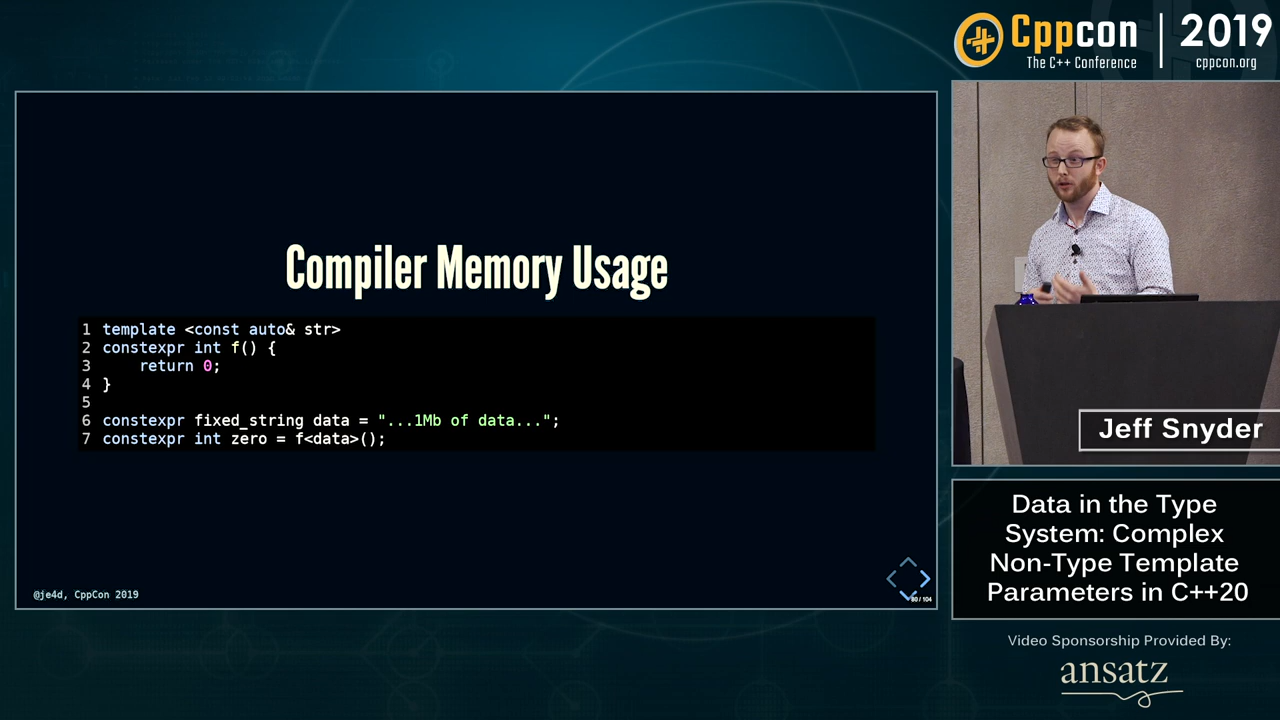 Cppcon | 2019
The C++ Conference
cppcon.org
Compiler Memory Usage
1 template <const auto& str>
2 constexpr int f() {
3     return 0;
4 }
5
6 constexpr fixed_string data = "...1Mb of data...";
7 constexpr int zero = f<data>();
@je4d, CppCon 2019
80 / 104
Jeff Snyder
Data in the Type
System: Complex
Non-Type Template
Parameters in C++20
Video Sponsorship Provided By:
ansatz